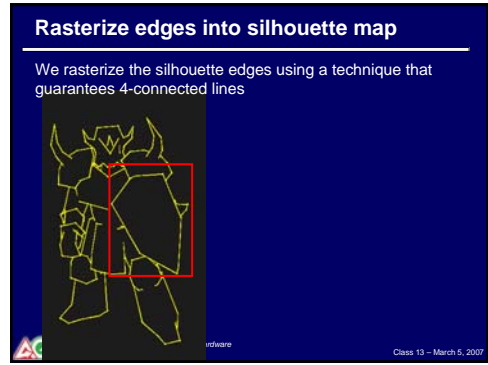 Rasterize edges into silhouette map
We rasterize the silhouette edges using a technique that
guarantees 4-connected lines
Class 13 – March 5, 2007